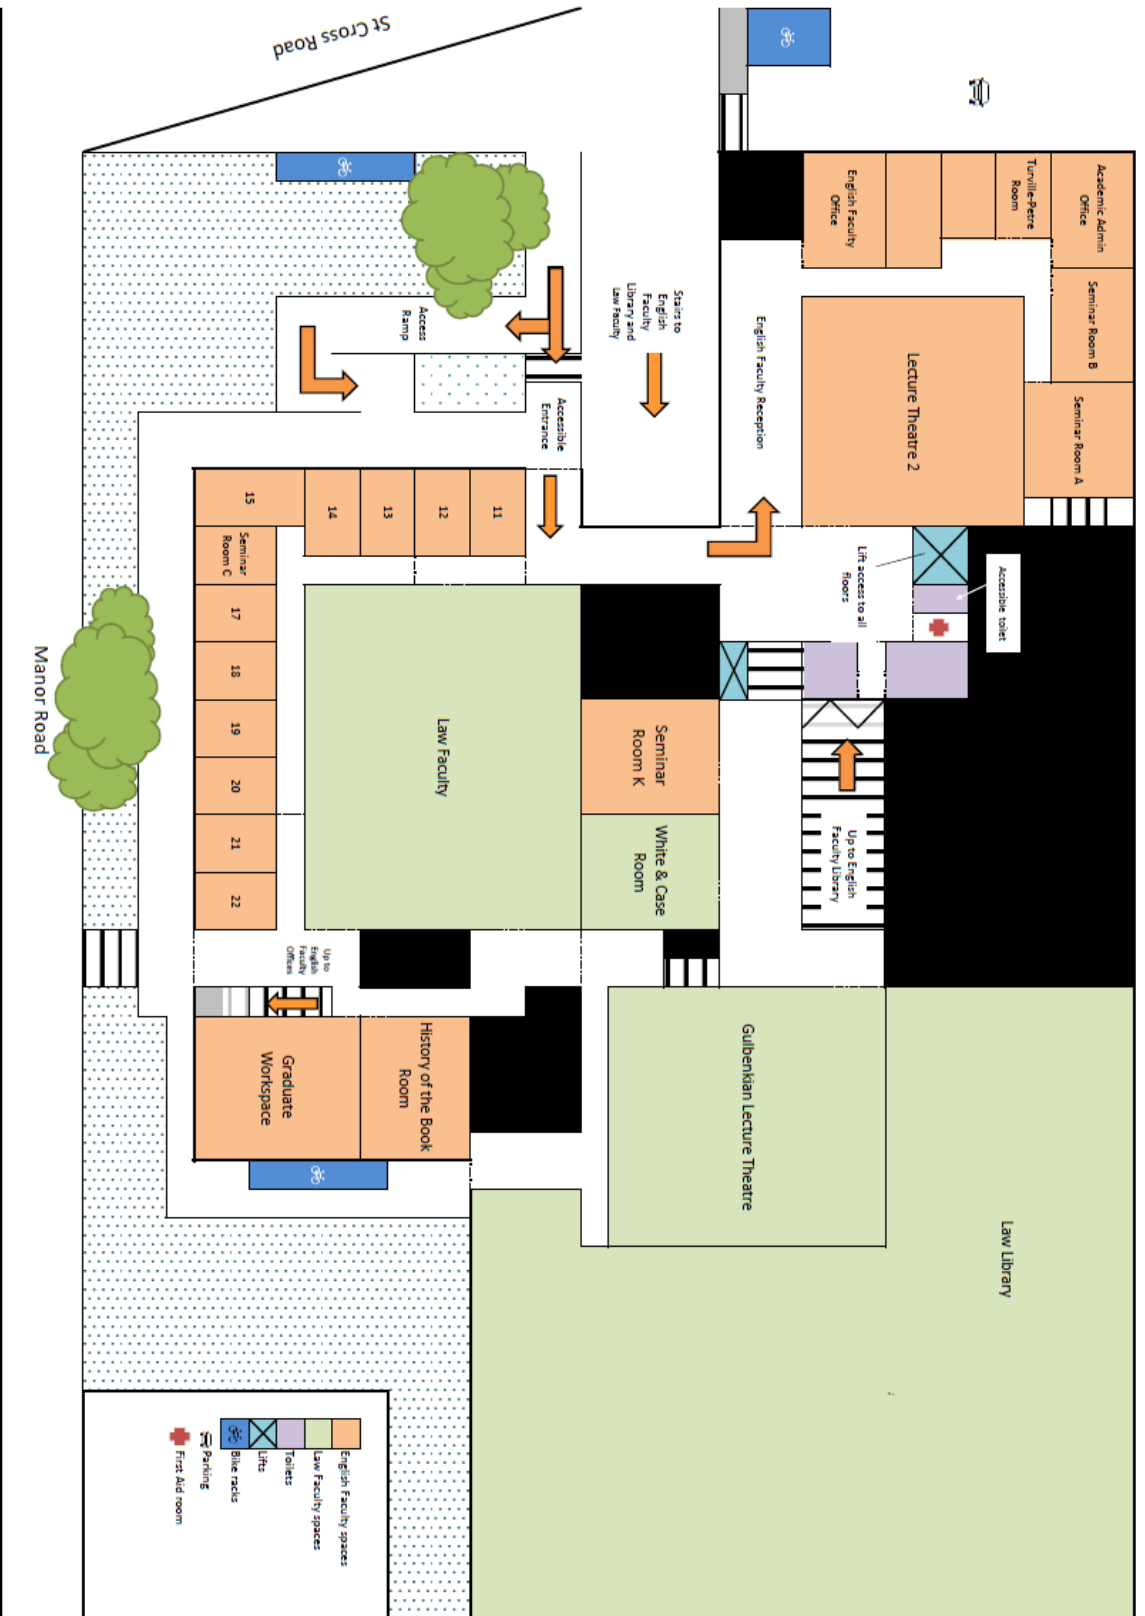 St Cross Road
Academic Admin
Office
Turville-Petre
Room
English Faculty
Office
Seminar Room B
Seminar Room A
Lecture Theatre 2
English Faculty Reception
Stairs to
English
Faculty
Library and
Law Faculty
Access
Ramp
Accessible
Entrance
Lift access to all
floors
Accessible toilet
11
12
13
14
15
Seminar
Room C
17
18
19
20
21
22
Law Faculty
Seminar
Room K
White & Case
Room
Up to English
Faculty Library
Up to
English
Faculty
Offices
Graduate
Workspace
History of the Book
Room
Gulbenkian Lecture Theatre
Law Library
Manor Road
English Faculty spaces
Law Faculty spaces
Toilets
Lifts
Bike racks
Parking
First Aid room